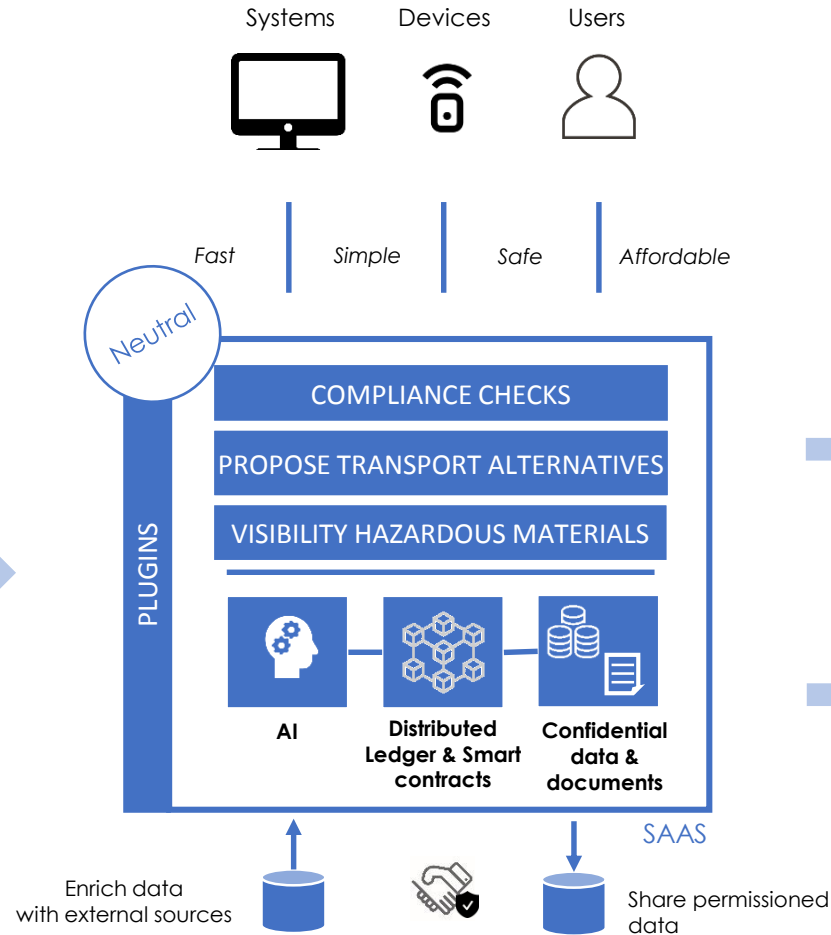 Systems
Devices
Users
Fast
Simple
Safe
Affordable
Neutral
COMPLIANCE CHECKS
PROPOSE TRANSPORT ALTERNATIVES
VISIBILITY HAZARDOUS MATERIALS
PLUGINS
AI
Distributed
Ledger & Smart
contracts
Confidential
data &
documents
SAAS
Enrich data
with external sources
Share permissioned
data